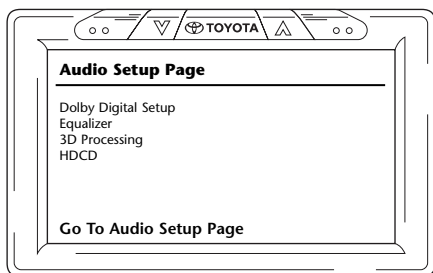 TOYOTA
Audio Setup Page
Dolby Digital Setup
Equalizer
3D Processing
HDCD
Go To Audio Setup Page